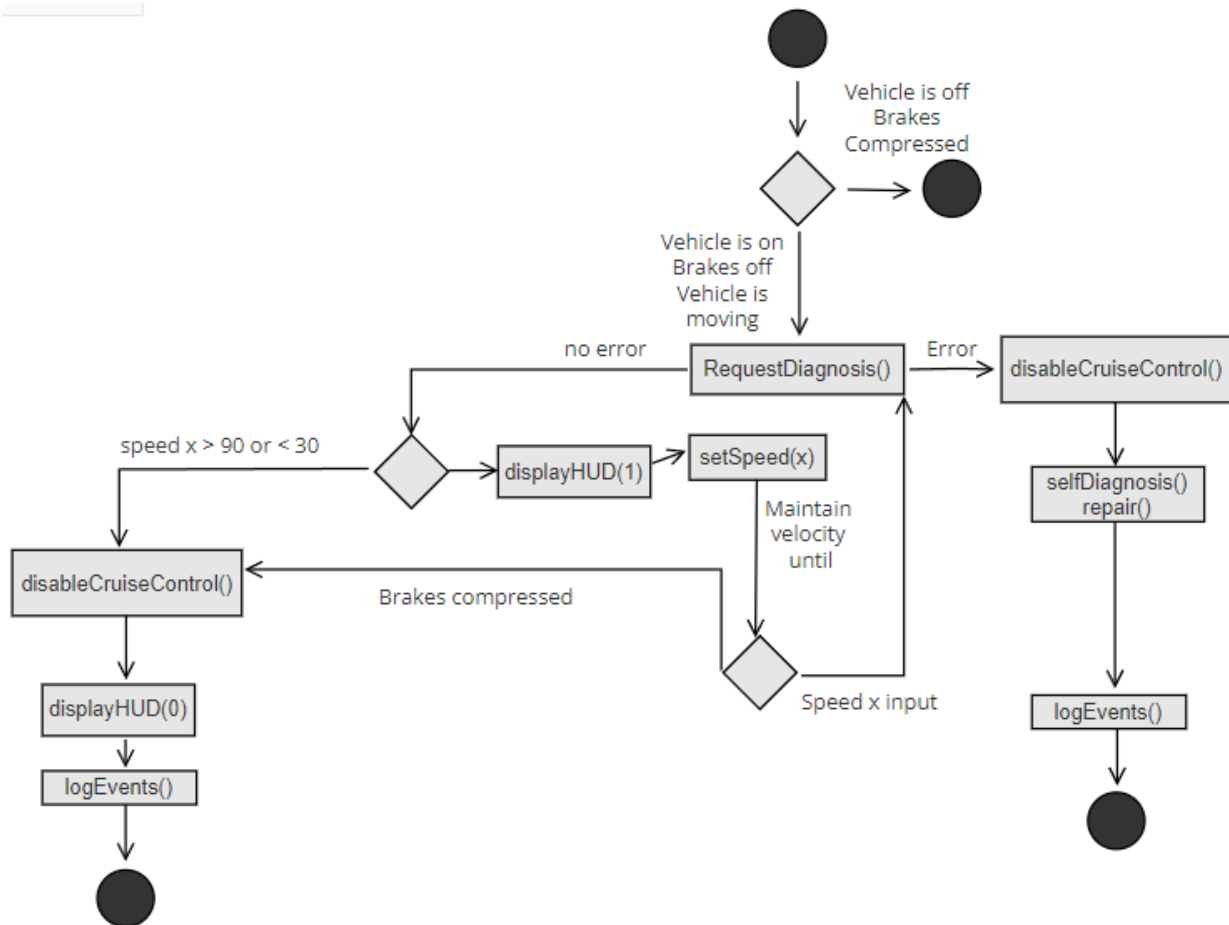 Vehicle is off
Brakes
Compressed
Vehicle is on
Brakes off
Vehicle is
moving
no error
RequestDiagnosis()
Error
disableCruiseControl()
speed x > 90 or < 30
displayHUD(1)
setSpeed(x)
selfDiagnosis()
repair()
Maintain
velocity
until
disableCruiseControl()
Brakes compressed
displayHUD(0)
Speed x input
logEvents()
logEvents()